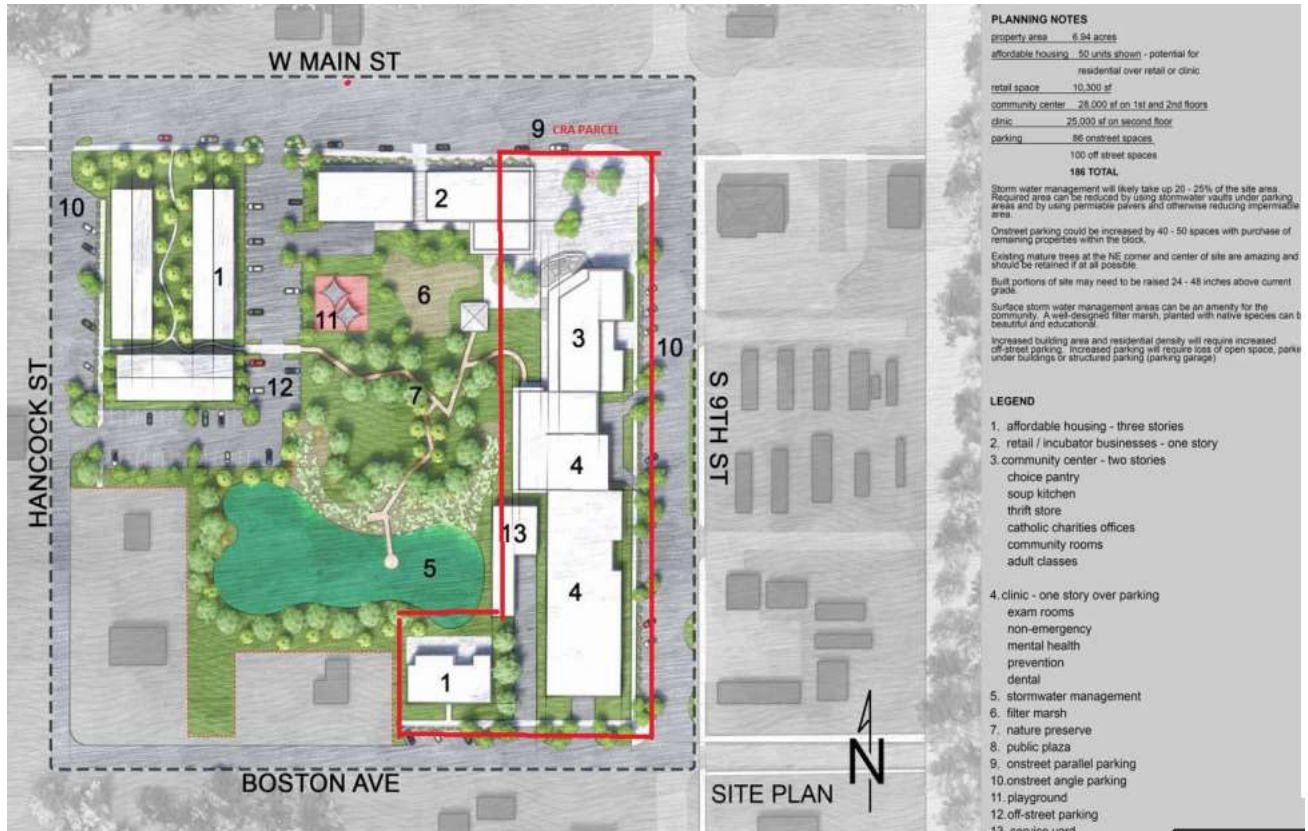 W MAIN ST
9 CRA PARCEL
10
2
1
6
11
3
10
12
7
S 9TH ST
4
HANCOCK ST
13
5
4
1
BOSTON AVE
SITE PLAN
N
PLANNING NOTES
property area 6.94 acres
affordable housing 50 units shown - potential for
residential over retail or clinic
retail space 10,300 sf
community center 28,000 sf on 1st and 2nd floors
clinic 25,000 sf on second floor
parking 86 onstreet spaces
100 off street spaces
186 TOTAL
Storm water management will likely take up 20 - 25% of the site area.
Required area can be reduced by using stormwater vaults under parking
areas and by using permiable pavers and otherwise reducing impermiable
area.
Onstreet parking could be increased by 40 - 50 spaces with purchase of
remaining properties within the block.
Existing mature trees at the NE corner and center of site are amazing and
should be retained if at all possible.
Built portions of site may need to be raised 24 - 48 inches above current
grade.
Surface storm water management areas can be an amenity for the
community. A well-designed filter marsh, planted with native species can b
beautiful and educational.
Increased building area and residential density will require increased
off-street parking. Increased parking will require loss of open space, parki
under buildings or structured parking (parking garage)
LEGEND
1. affordable housing - three stories
2. retail / incubator businesses - one story
3. community center - two stories
choice pantry
soup kitchen
thrift store
catholic charities offices
community rooms
adult classes
4. clinic - one story over parking
exam rooms
non-emergency
mental health
prevention
dental
5. stormwater management
6. filter marsh
7. nature preserve
8. public plaza
9. onstreet parallel parking
10. onstreet angle parking
11. playground
12. off-street parking
13. service yard